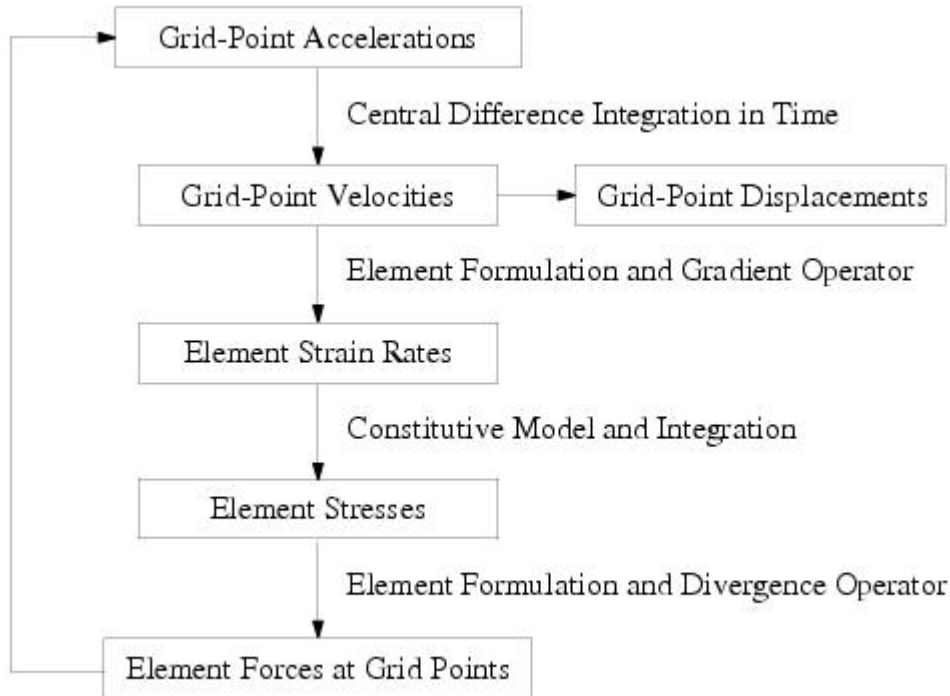 Grid-Point Accelerations
Central Difference Integration in Time
Grid-Point Velocities
Grid-Point Displacements
Element Formulation and Gradient Operator
Element Strain Rates
Constitutive Model and Integration
Element Stresses
Element Formulation and Divergence Operator
Element Forces at Grid Points